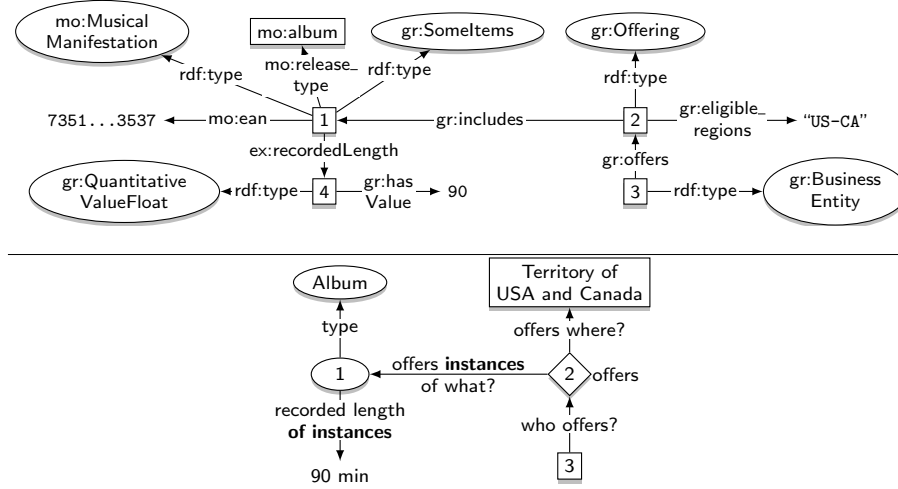 mo:Musical
Manifestation
mo:album
gr:SomeItems
gr:Offering
rdf:type
mo:release_
type
rdf:type
rdf:type
7351...3537
mo:ean
1
gr:includes
2
gr:eligible_
regions
“US-CA”
ex:recordedLength
gr:offers
gr:Quantitative
ValueFloat
rdf:type
4
gr:has
Value
90
3
rdf:type
gr:Business
Entity
Album
Territory of
USA and Canada
type
offers where?
1
offers instances
of what?
2
offers
recorded length
of instances
who offers?
90 min
3